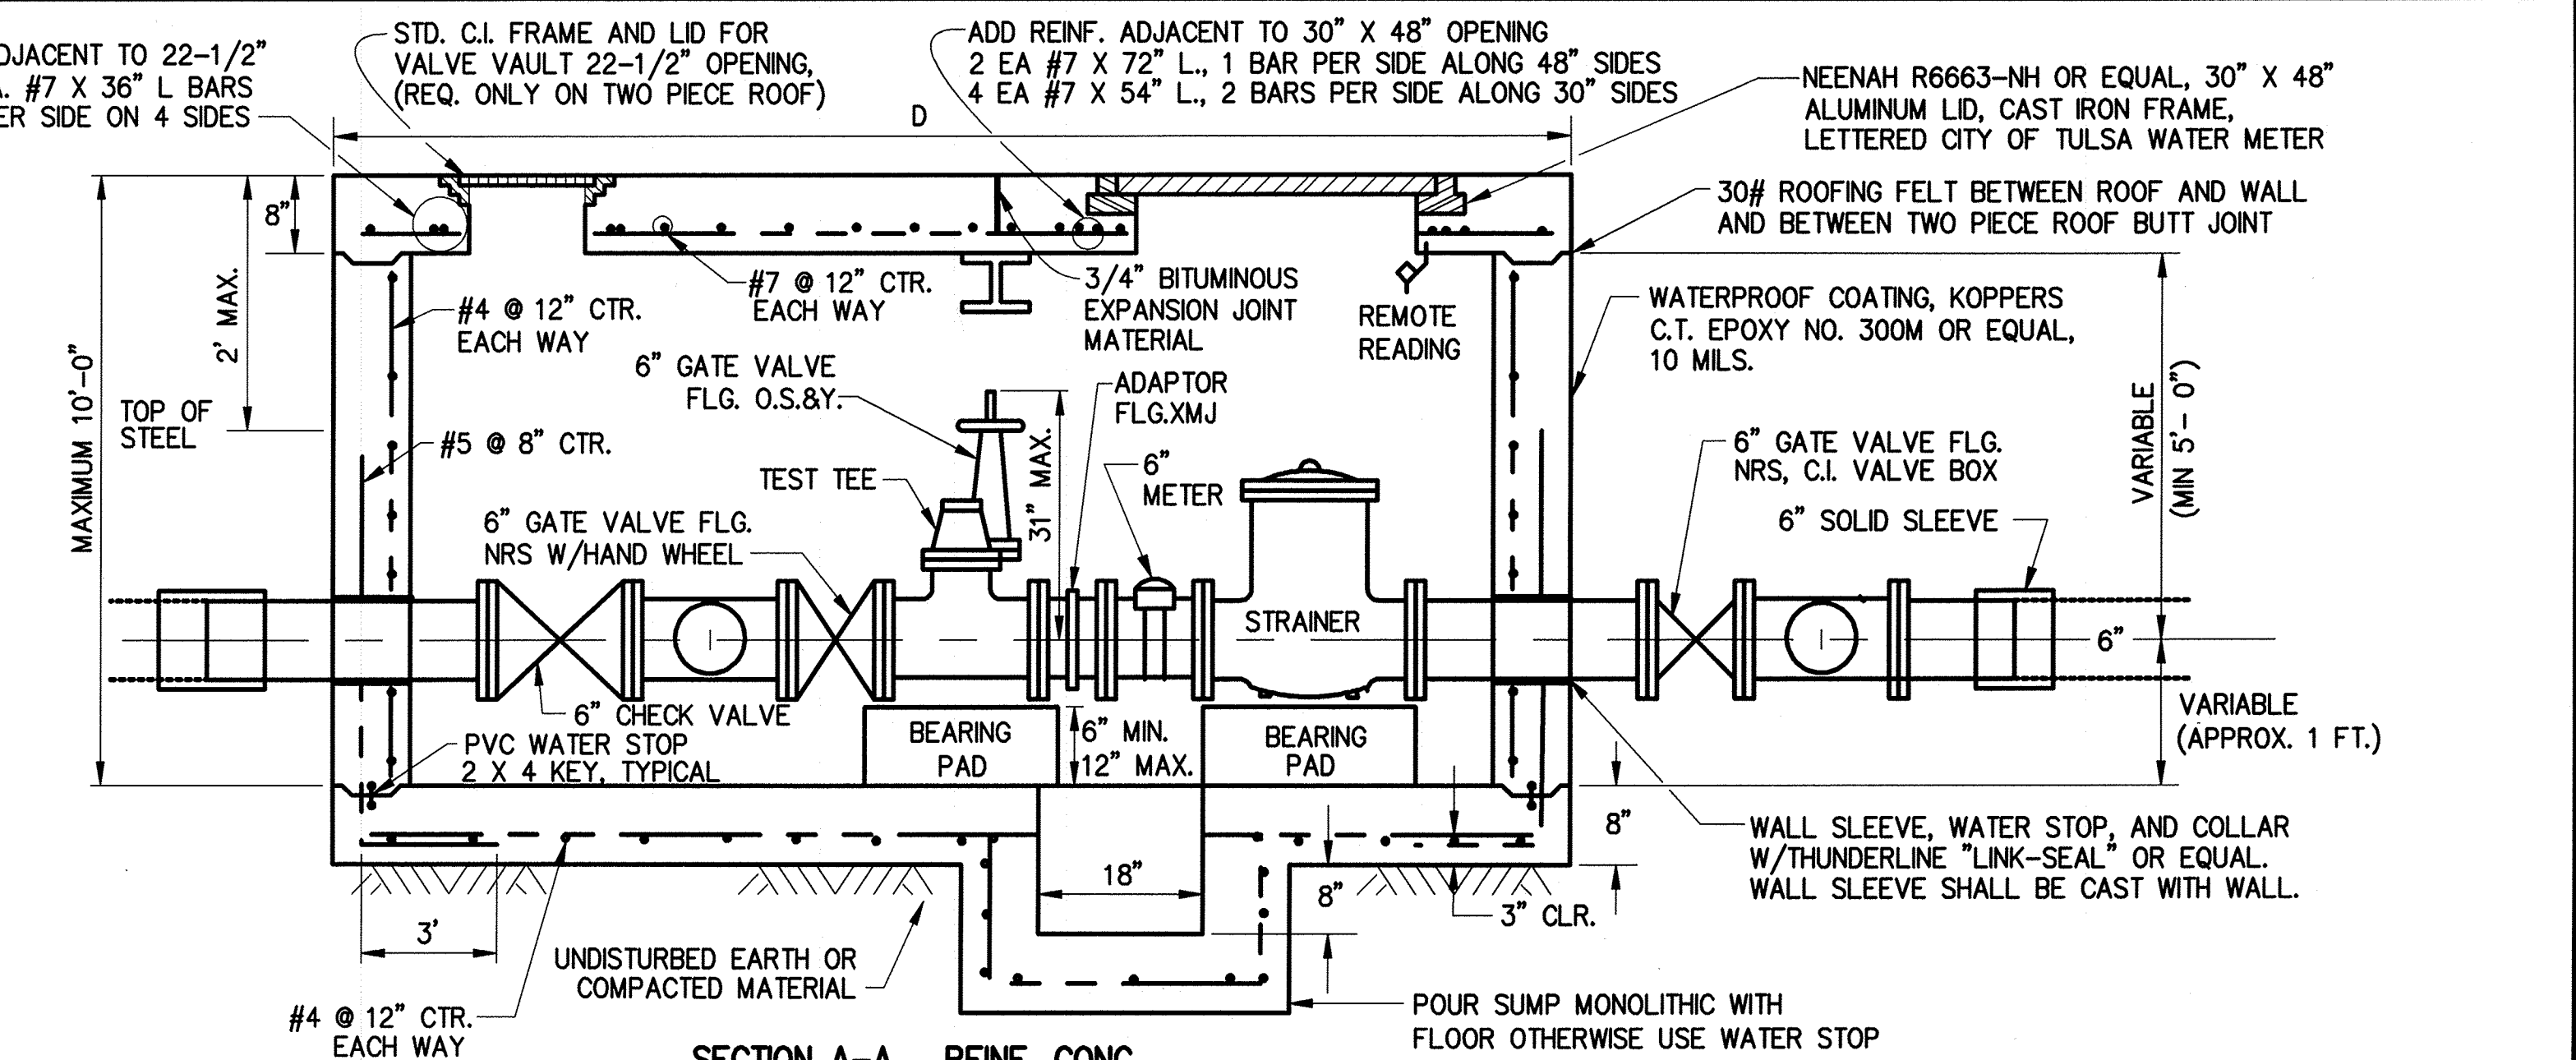 DJACENT TO 22-1/2"
#7 X 36" L BARS
ER SIDE ON 4 SIDES
STD. C.I. FRAME AND LID FOR
VALVE VAULT 22-1/2" OPENING,
(REQ. ONLY ON TWO PIECE ROOF)
ADD REINF. ADJACENT TO 30" X 48" OPENING
2 EA #7 X 72" L., 1 BAR PER SIDE ALONG 48" SIDES
4 EA #7 X 54" L., 2 BARS PER SIDE ALONG 30" SIDES
NEENAH R6663-NH OR EQUAL, 30" X 48"
ALUMINUM LID, CAST IRON FRAME,
LETTERED CITY OF TULSA WATER METER
D
30# ROOFING FELT BETWEEN ROOF AND WALL
AND BETWEEN TWO PIECE ROOF BUTT JOINT
8"
2' MAX.
MAXIMUM 10'-0"
TOP OF
STEEL
#4 @ 12" CTR.
EACH WAY
#7 @ 12" CTR.
EACH WAY
3/4" BITUMINOUS
EXPANSION JOINT
MATERIAL
REMOTE
READING
WATERPROOF COATING, KOPPERS
C.T. EPOXY NO. 300M OR EQUAL,
10 MILS.
6" GATE VALVE
FLG. O.S.&Y.
ADAPTOR
FLG.XMJ
#5 @ 8" CTR.
TEST TEE
31" MAX.
6"
METER
6" GATE VALVE FLG.
NRS, C.I. VALVE BOX
VARIABLE
(MIN 5'- 0")
6" GATE VALVE FLG.
NRS W/HAND WHEEL
6" SOLID SLEEVE
STRAINER
6"
6" CHECK VALVE
PVC WATER STOP
2 X 4 KEY, TYPICAL
BEARING
PAD
6" MIN.
12" MAX.
BEARING
PAD
VARIABLE
(APPROX. 1 FT.)
8"
WALL SLEEVE, WATER STOP, AND COLLAR
W/THUNDERLINE "LINK-SEAL" OR EQUAL.
WALL SLEEVE SHALL BE CAST WITH WALL.
18"
8"
3" CLR.
3'
UNDISTURBED EARTH OR
COMPACTED MATERIAL
#4 @ 12" CTR.
EACH WAY
POUR SUMP MONOLITHIC WITH
FLOOR OTHERWISE USE WATER STOP
SECTION A-A REINF. CONC.